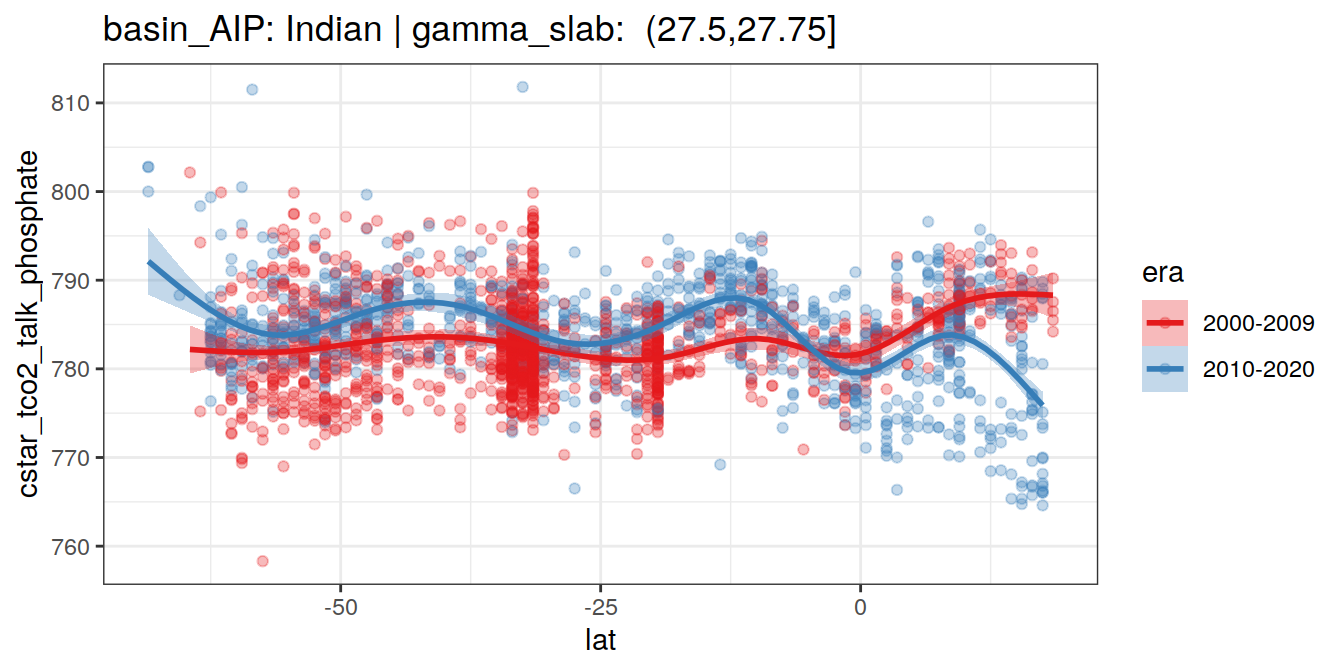 basin_AIP: Indian | gamma_slab:  (27.5,27.75]
810
800
790
780
770
760
cstar_tco2_talk_phosphate
-50
-25
0
lat
era
2000-2009
2010-2020